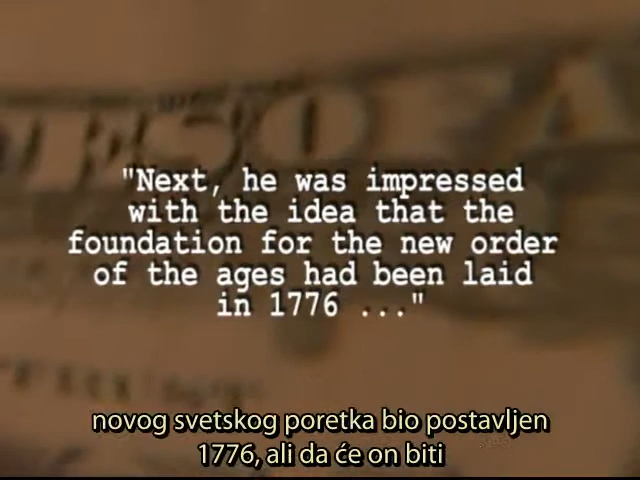 "Next, he was impressed
with the idea that the
foundation for the new order
of the ages had been laid
in 1776 ..."
novog svetskog poretka bio postavljen
1776, ali da će on biti